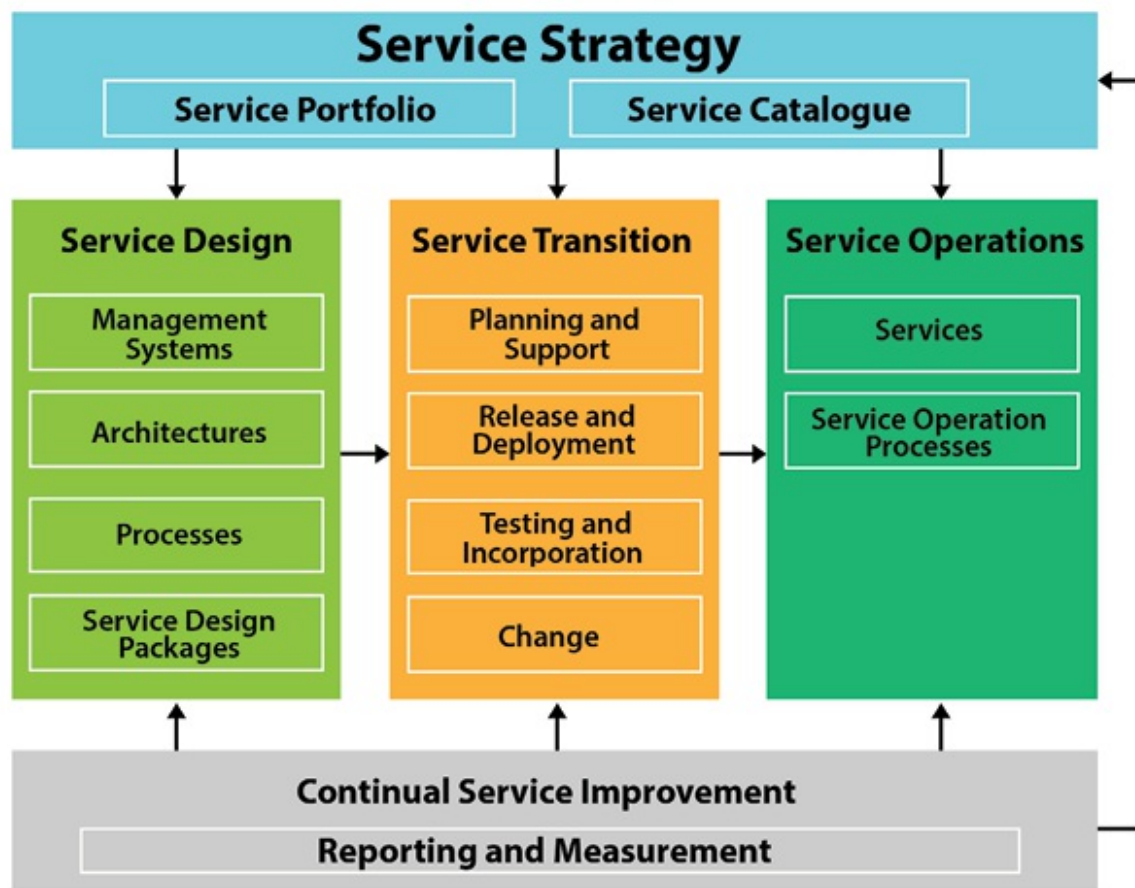 Service Strategy
Service Portfolio
Service Catalogue
Service Design
Management
Systems
Architectures
Processes
Service Design
Packages
Service Transition
Planning and
Support
Release and
Deployment
Testing and
Incorporation
Change
Service Operations
Services
Service Operation
Processes
Continual Service Improvement
Reporting and Measurement